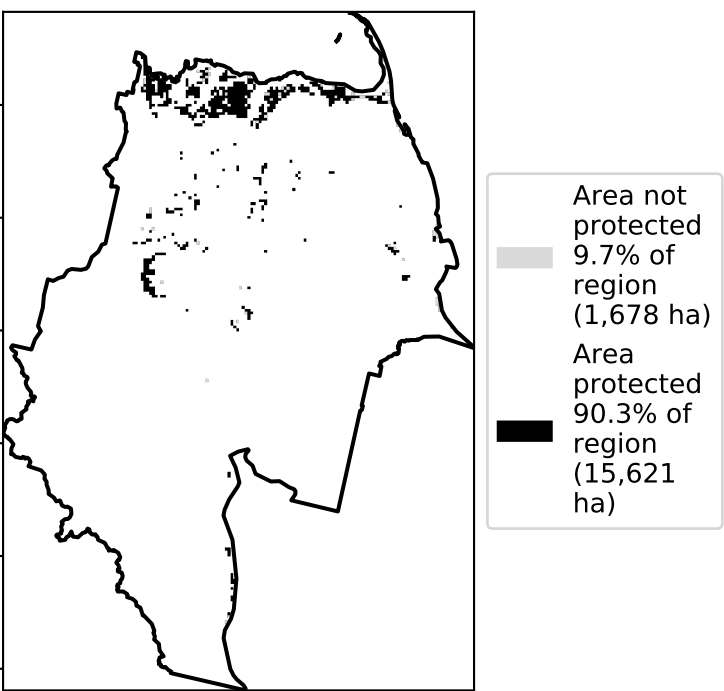 Area not
protected
9.7% of
region
(1,678 ha)
Area
protected
90.3% of
region
(15,621
ha)